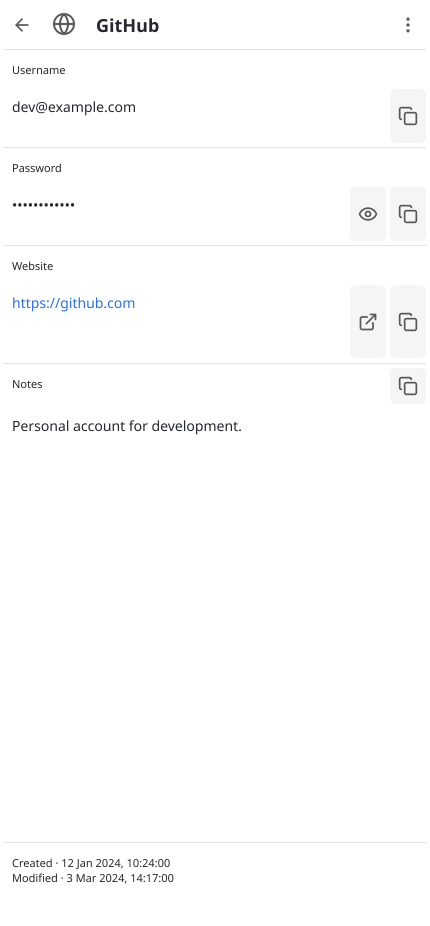 GitHub
Username
dev@example.com
Password
••••••••••••
Website
https://github.com
Notes
Personal account for development.
Created · 12 Jan 2024, 10:24:00
Modified · 3 Mar 2024, 14:17:00